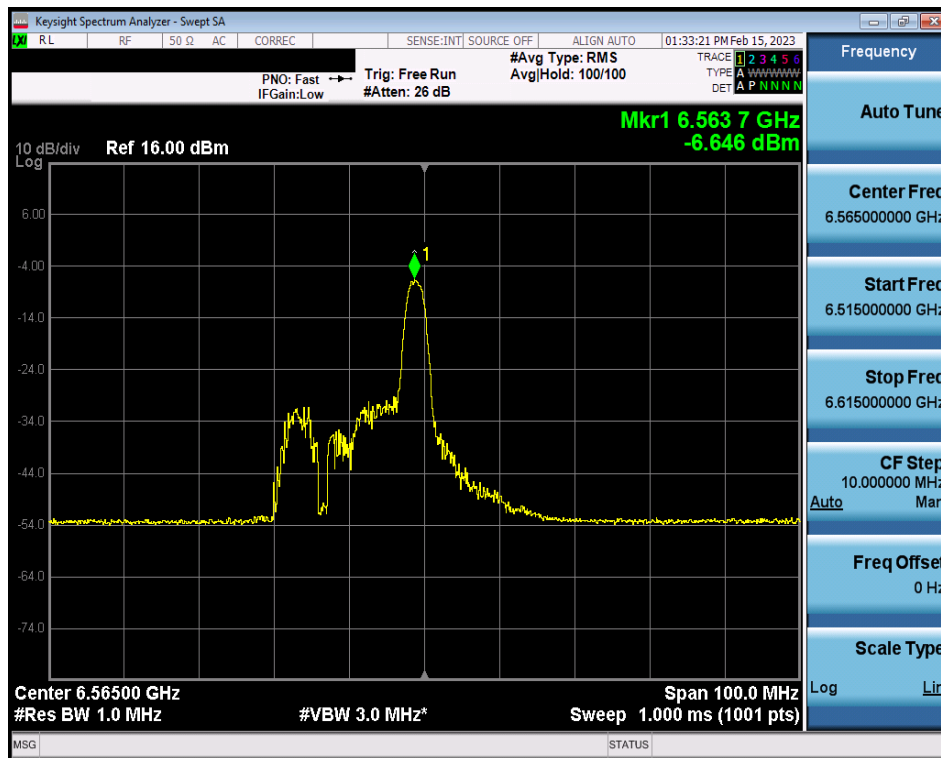 Keysight Spectrum Analyzer - Swept SA
LXI RL RF 50 Ω AC CORREC SENSE:INT SOURCE OFF ALIGN AUTO 01:33:21 PM Feb 15, 2023
PNO: Fast
IFGain:Low
Trig: Free Run
#Atten: 26 dB
#Avg Type: RMS
Avg|Hold: 100/100
TRACE 1 2 3 4 5 6
TYPE A WWWWW
DET A P N N N N
Mkr1 6.563 7 GHz
-6.646 dBm
10 dB/div Ref 16.00 dBm
Log
1
6.00
-4.00
-14.0
-24.0
-34.0
-44.0
-54.0
-64.0
-74.0
Center 6.56500 GHz Span 100.0 MHz
#Res BW 1.0 MHz #VBW 3.0 MHz* Sweep 1.000 ms (1001 pts)
MSG STATUS
Frequency
Auto Tune
Center Freq
6.565000000 GHz
Start Freq
6.515000000 GHz
Stop Freq
6.615000000 GHz
CF Step
10.000000 MHz
Auto Man
Freq Offset
0 Hz
Scale Type
Log Lin